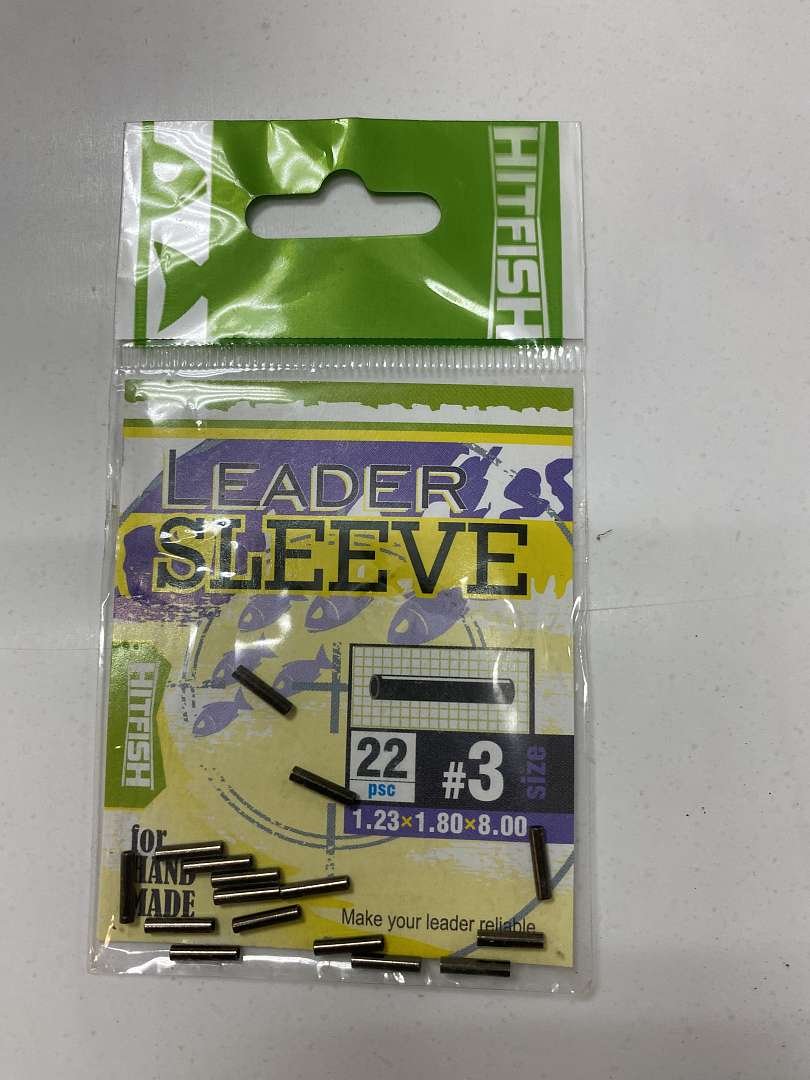 HITFISH
LEADER
SLEEVE
HITFISH
22
psc
#3
size
1.23×1.80×8.00
for
HAND
MADE
Make your leader reliable